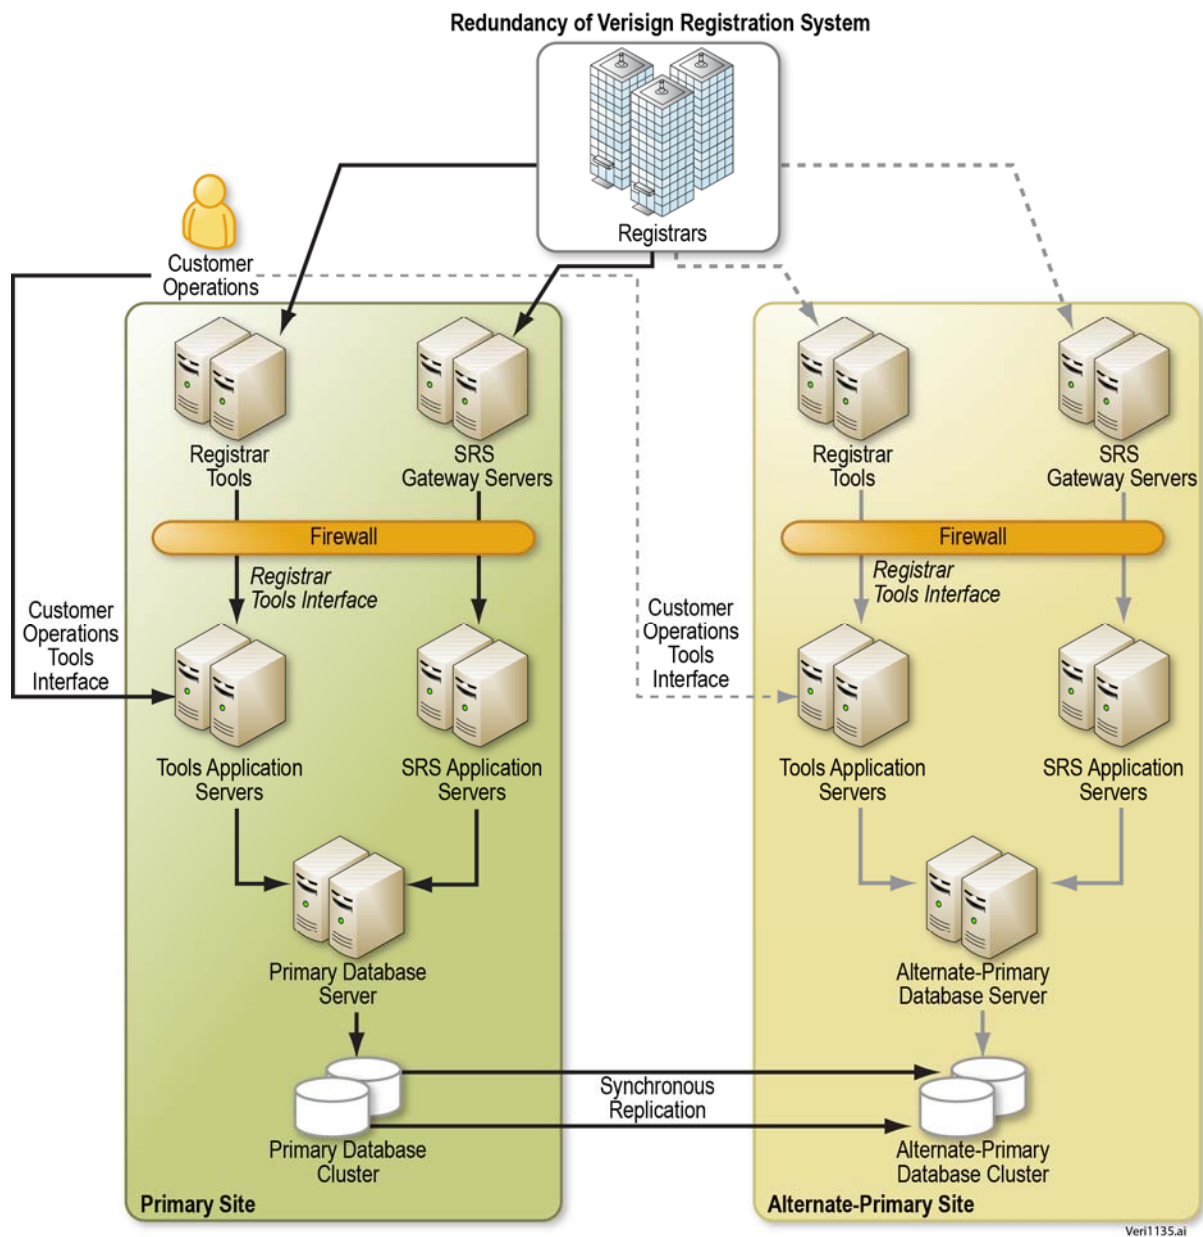 Redundancy of Verisign Registration System
Registrars
Customer
Operations
Registrar
Tools
SRS
Gateway Servers
Firewall
Registrar
Tools Interface
Customer
Operations
Tools
Interface
Tools Application
Servers
SRS Application
Servers
Primary Database
Server
Primary Database
Cluster
Primary Site
Synchronous
Replication
Registrar
Tools
SRS
Gateway Servers
Firewall
Registrar
Tools Interface
Customer
Operations
Tools
Interface
Tools Application
Servers
SRS Application
Servers
Alternate-Primary
Database Server
Alternate-Primary
Database Cluster
Alternate-Primary Site
Veri1135.ai